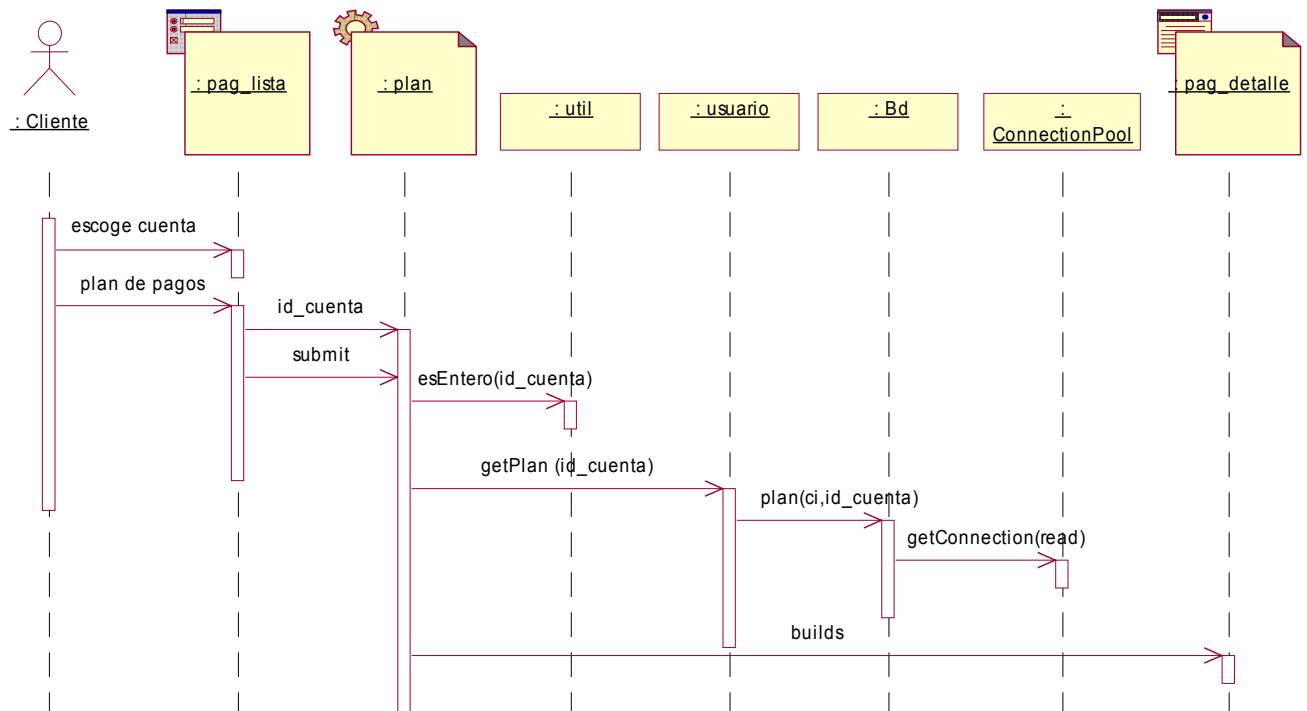 : Cliente
: pag_lista
: plan
: util
: usuario
: Bd
:
ConnectionPool
: pag_detalle
escoge cuenta
plan de pagos
id_cuenta
submit
esEntero(id_cuenta)
getPlan (id_cuenta)
plan(ci,id_cuenta)
getConnection(read)
builds